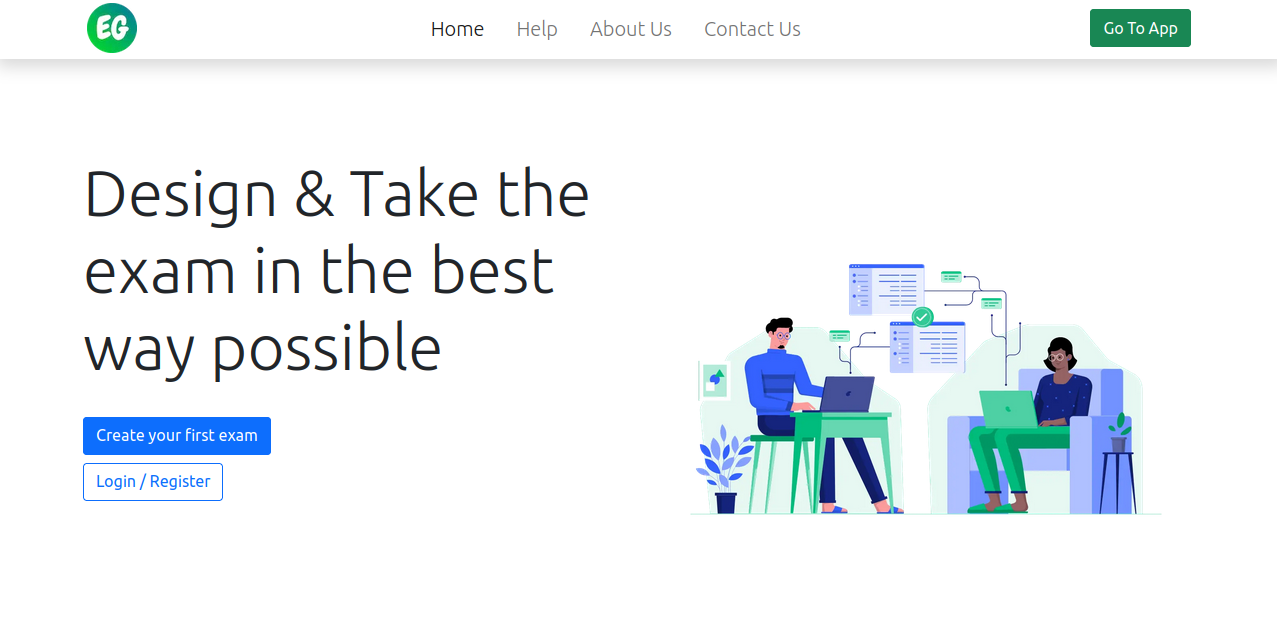 EG
Home Help About Us Contact Us
Go To App
Design & Take the
exam in the best
way possible
Create your first exam
Login / Register